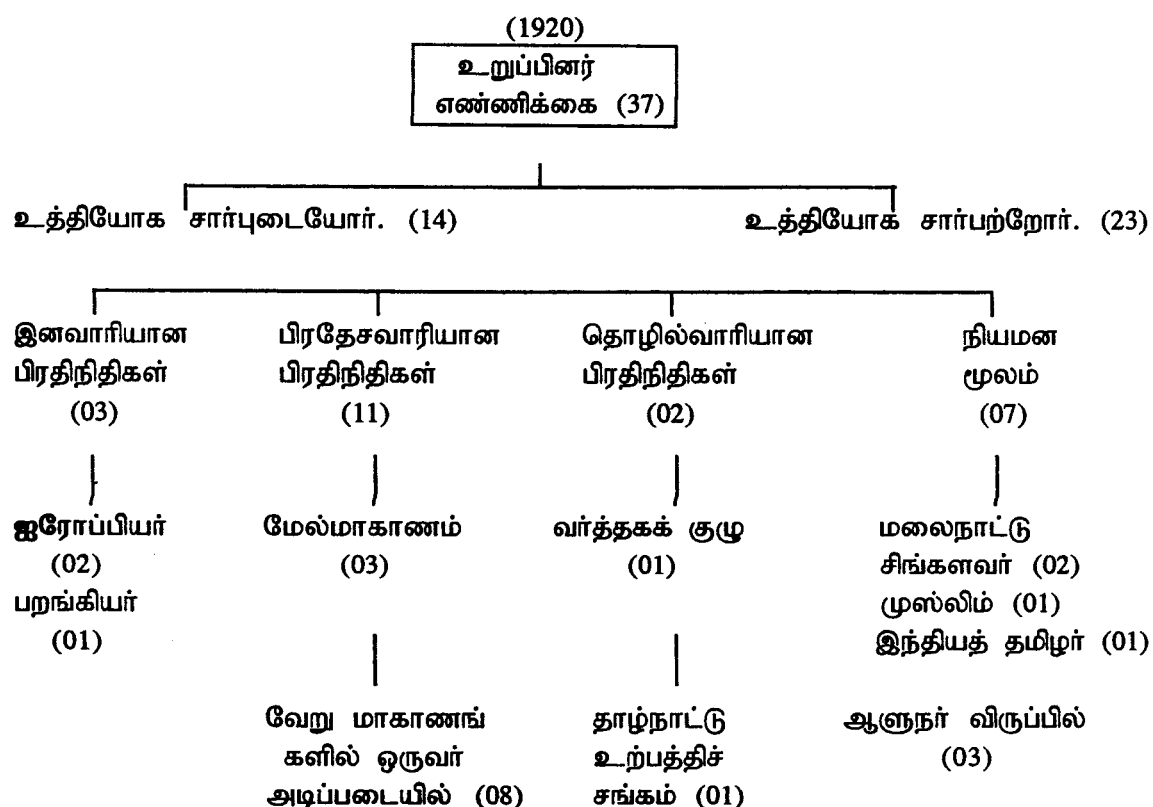 (1920)
உறுப்பினர்
எண்ணிக்கை (37)
உத்தியோக சார்புடையோர். (14)
உத்தியோக சார்பற்றோர். (23)
இனவாரியான
பிரதிநிதிகள்
(03)
பிரதேசவாரியான
பிரதிநிதிகள்
(11)
தொழில்வாரியான
பிரதிநிதிகள்
(02)
நியமன
மூலம்
(07)
ஐரோப்பியர்
(02)
பறங்கியர்
(01)
மேல்மாகாணம்
(03)
வர்த்தகக் குழு
(01)
மலைநாட்டு
சிங்களவர் (02)
முஸ்லிம் (01)
இந்தியத் தமிழர் (01)
வேறு மாகாணங்
களில் ஒருவர்
அடிப்படையில் (08)
தாழ்நாட்டு
உற்பத்திச்
சங்கம் (01)
ஆளுநர் விருப்பில்
(03)